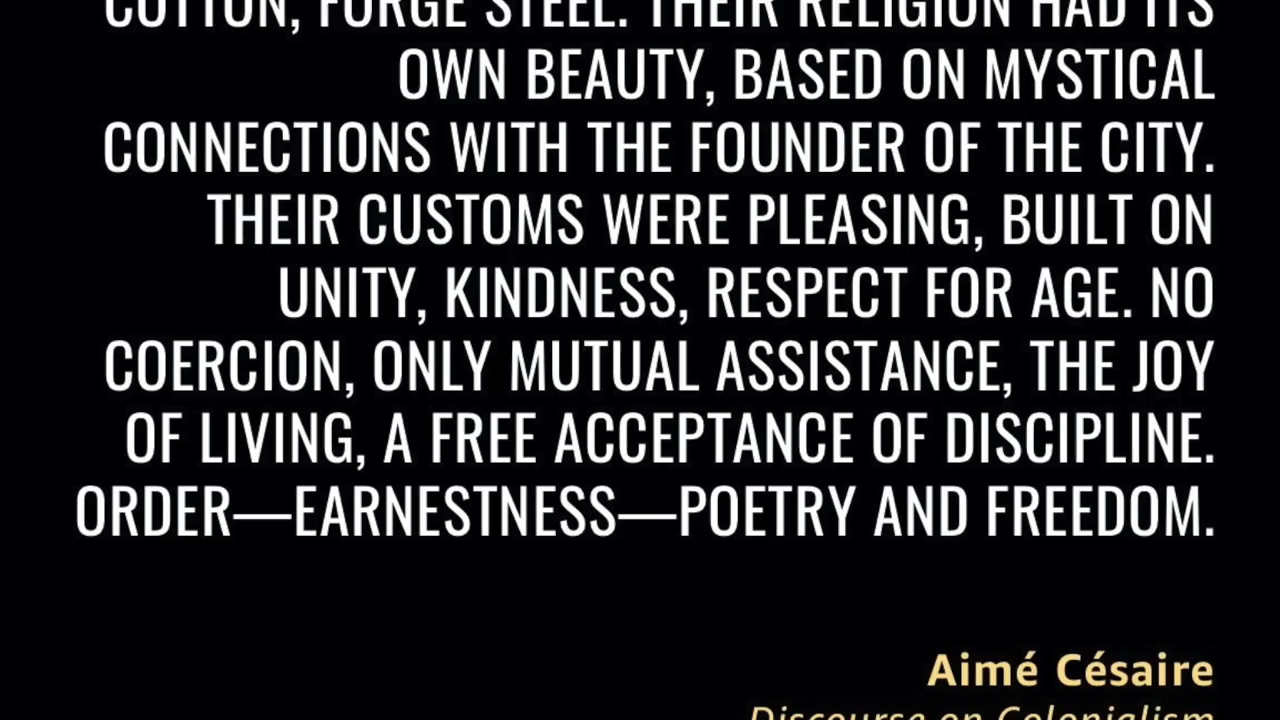 COTTON, FORGE STEEL. THEIR RELIGION HAD ITS
OWN BEAUTY, BASED ON MYSTICAL
CONNECTIONS WITH THE FOUNDER OF THE CITY.
THEIR CUSTOMS WERE PLEASING, BUILT ON
UNITY, KINDNESS, RESPECT FOR AGE. NO
COERCION, ONLY MUTUAL ASSISTANCE, THE JOY
OF LIVING, A FREE ACCEPTANCE OF DISCIPLINE.
ORDER—EARNESTNESS—POETRY AND FREEDOM.
Aimé Césaire
Discourse on Colonialism